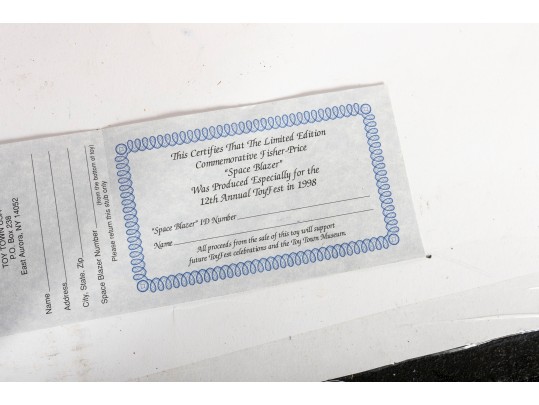 TOY TOWN
P.O. Box 238
East Aurora, NY 14052
Name
Address
City, State, Zip
Space Blazer Number
(from the bottom of toy)
Please return this stub only
This Certifies That The Limited Edition
Commemorative Fisher-Price
"Space Blazer"
Was Produced Especially for the
12th Annual ToyFest in 1998
"Space Blazer" ID Number
Name
All proceeds from the sale of this toy will support
future ToyFest celebrations and the Toy Town Museum.